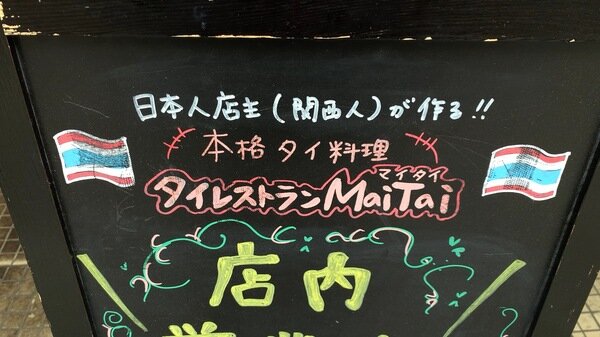 日本人店主(関西人)が作る!!
本格タイ料理
マイタイ
タイレストランMaiTai
店内